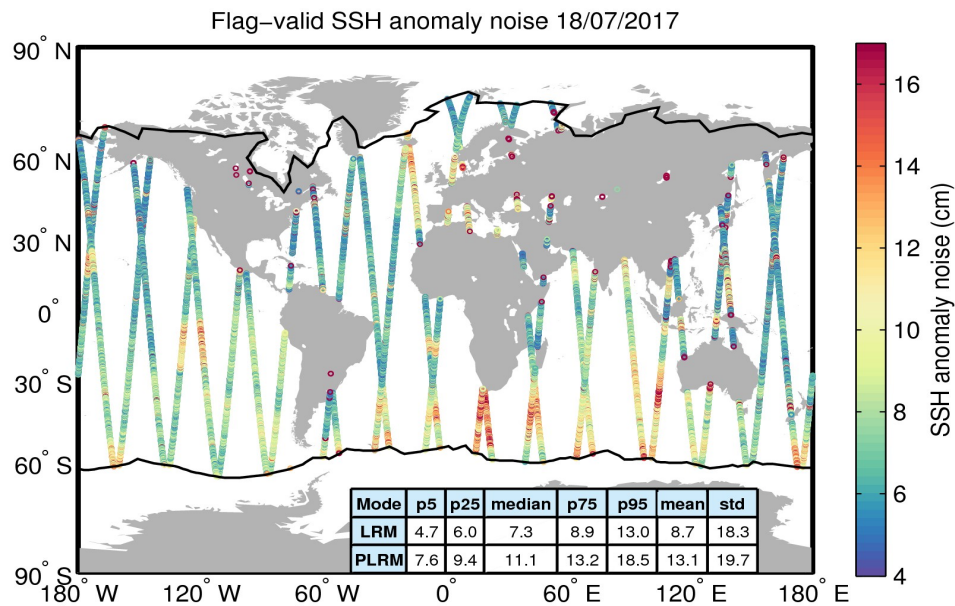 Flag−valid SSH anomaly noise 18/07/2017
90° N
60° N
30° N
0°
30° S
60° S
90° S
180° W
120° W
60° W
0°
60° E
120° E
180° E
16
14
12
10
8
6
4
SSH anomaly noise (cm)
Mode p5 p25 median p75 p95 mean std
LRM 4.7 6.0 7.3 8.9 13.0 8.7 18.3
PLRM 7.6 9.4 11.1 13.2 18.5 13.1 19.7